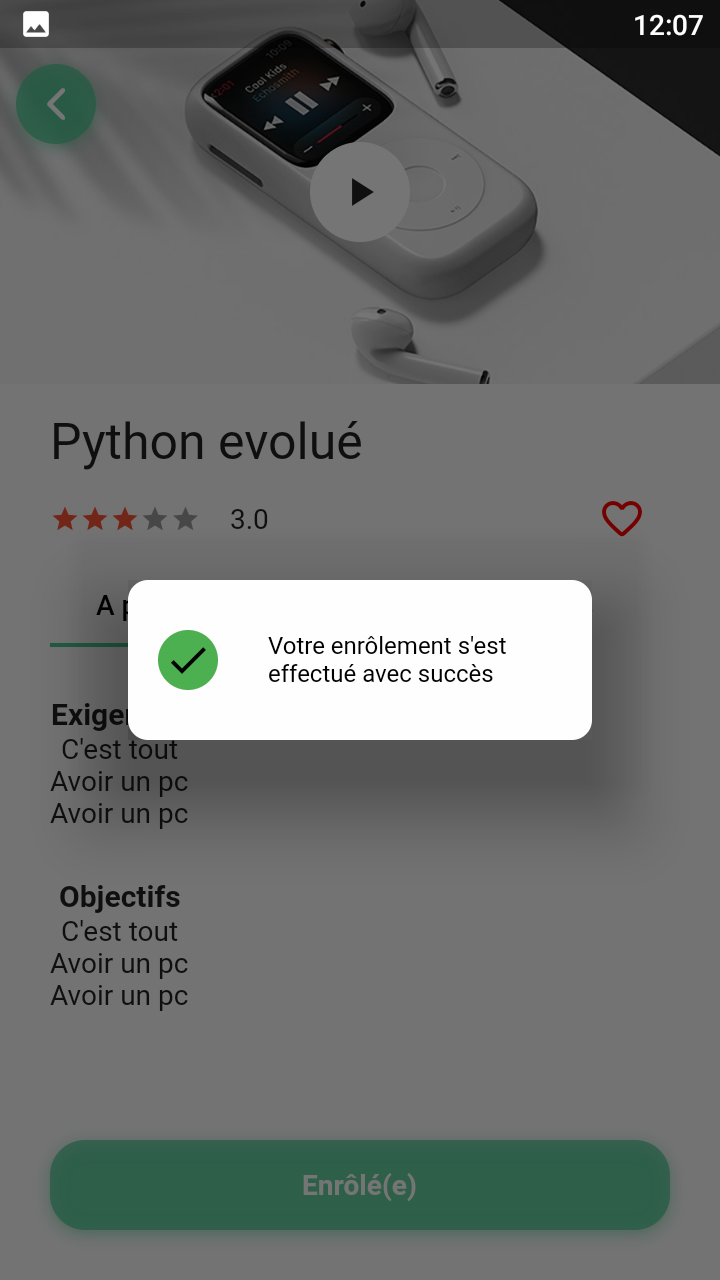 12:07
10:09
12:01
Cool Kids
Echosmith
Python evolué
3.0
A p
Votre enrôlement s'est
effectué avec succès
Exige
C'est tout
Avoir un pc
Avoir un pc
Objectifs
C'est tout
Avoir un pc
Avoir un pc
Enrôlé(e)